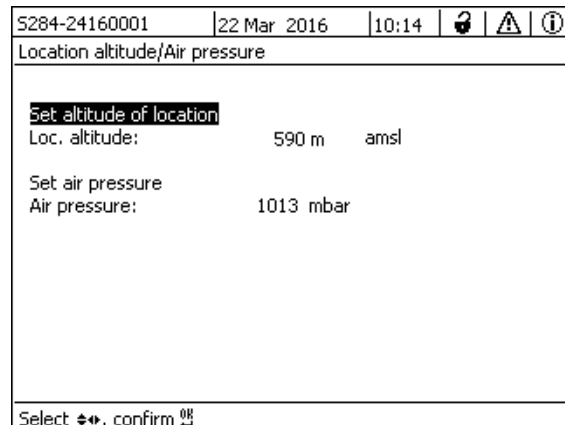 S284-24160001 22 Mar 2016 10:14
Location altitude/Air pressure
Set altitude of location
Loc. altitude: 590 m amsl
Set air pressure
Air pressure: 1013 mbar
Select ♦◆, confirm OK